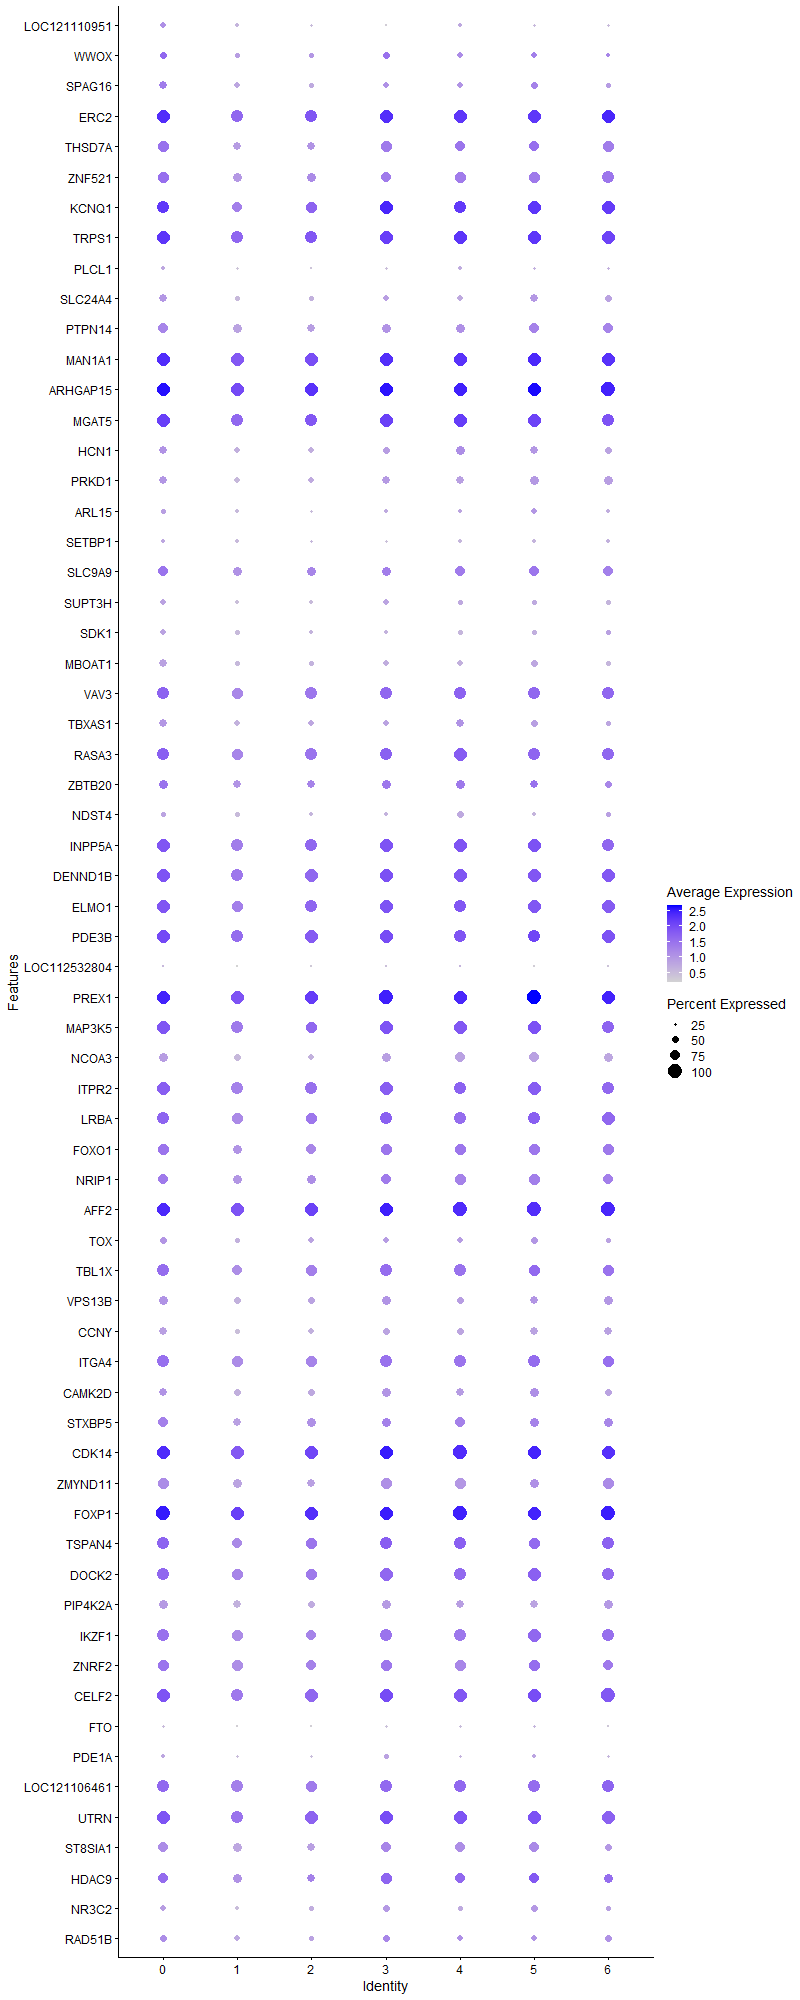 LOC121110951
WWOX
SPAG16
ERC2
THSD7A
ZNF521
KCNQ1
TRPS1
PLCL1
SLC24A4
PTPN14
MAN1A1
ARHGAP15
MGAT5
HCN1
PRKD1
ARL15
SETBP1
SLC9A9
SUPT3H
SDK1
MBOAT1
VAV3
TBXAS1
RASA3
ZBTB20
NDST4
INPP5A
DENND1B
ELMO1
PDE3B
LOC112532804
PREX1
MAP3K5
NCOA3
ITPR2
LRBA
FOXO1
NRIP1
AFF2
TOX
TBL1X
VPS13B
CCNY
ITGA4
CAMK2D
STXBP5
CDK14
ZMYND11
FOXP1
TSPAN4
DOCK2
PIP4K2A
IKZF1
ZNRF2
CELF2
FTO
PDE1A
LOC121106461
UTRN
ST8SIA1
HDAC9
NR3C2
RAD51B
Features
0 1 2 3 4 5 6
Identity
Average Expression
2.5
2.0
1.5
1.0
0.5
Percent Expressed
25
50
75
100